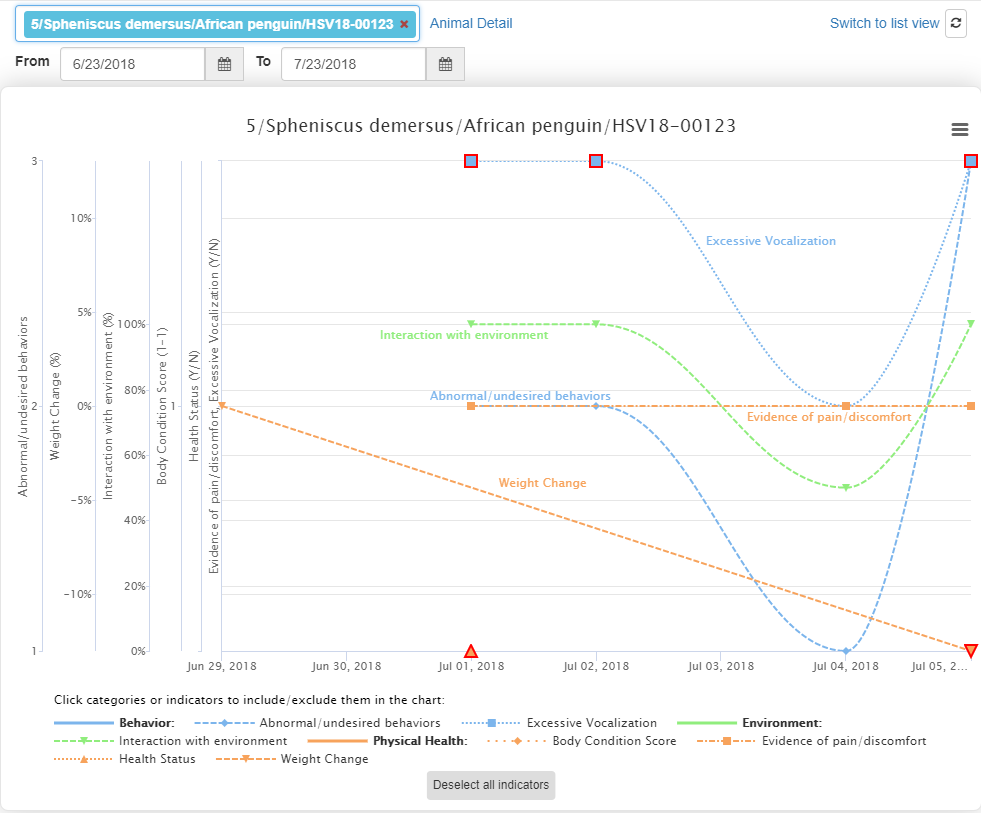 5/Spheniscus demersus/African penguin/HSV18-00123 ×
Animal Detail
Switch to list view
From
6/23/2018
To
7/23/2018
5/Spheniscus demersus/African penguin/HSV18-00123
Abnormal/undesired behaviors
3
2
1
Weight Change (%)
10%
5%
0%
-5%
-10%
Interaction with environment (%)
100%
80%
60%
40%
20%
0%
Body Condition Score (1-1)
1
Health Status (Y/N)
Evidence of pain/discomfort, Excessive Vocalization (Y/N)
Excessive Vocalization
Interaction with environment
Abnormal/undesired behaviors
Evidence of pain/discomfort
Weight Change
Jun 29, 2018
Jun 30, 2018
Jul 01, 2018
Jul 02, 2018
Jul 03, 2018
Jul 04, 2018
Jul 05, 2...
Click categories or indicators to include/exclude them in the chart:
Behavior: Abnormal/undesired behaviors Excessive Vocalization Environment:
Interaction with environment Physical Health: Body Condition Score Evidence of pain/discomfort
Health Status Weight Change
Deselect all indicators